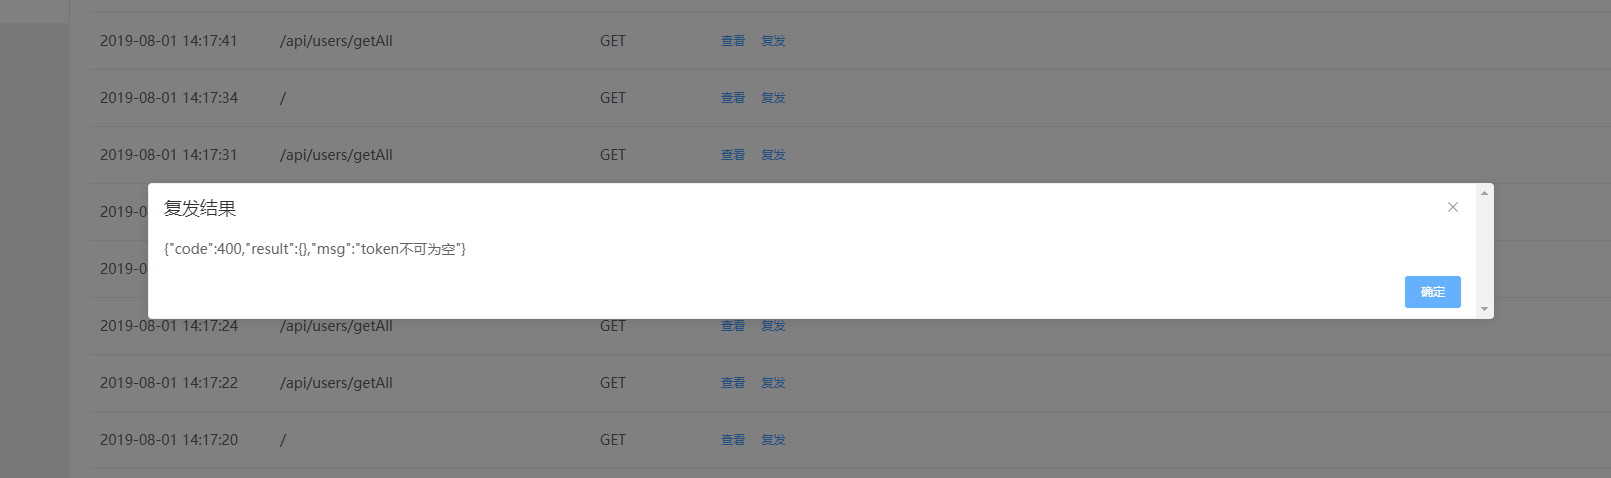 2019-08-01 14:17:41 /api/users/getAll GET 查看 复发
2019-08-01 14:17:34 / GET 查看 复发
2019-08-01 14:17:31 /api/users/getAll GET 查看 复发
2019-0
复发结果
{"code":400,"result":{},"msg":"token不可为空"}
2019-0
确定
2019-08-01 14:17:24 /api/users/getAll GET 查看 复发
2019-08-01 14:17:22 /api/users/getAll GET 查看 复发
2019-08-01 14:17:20 / GET 查看 复发